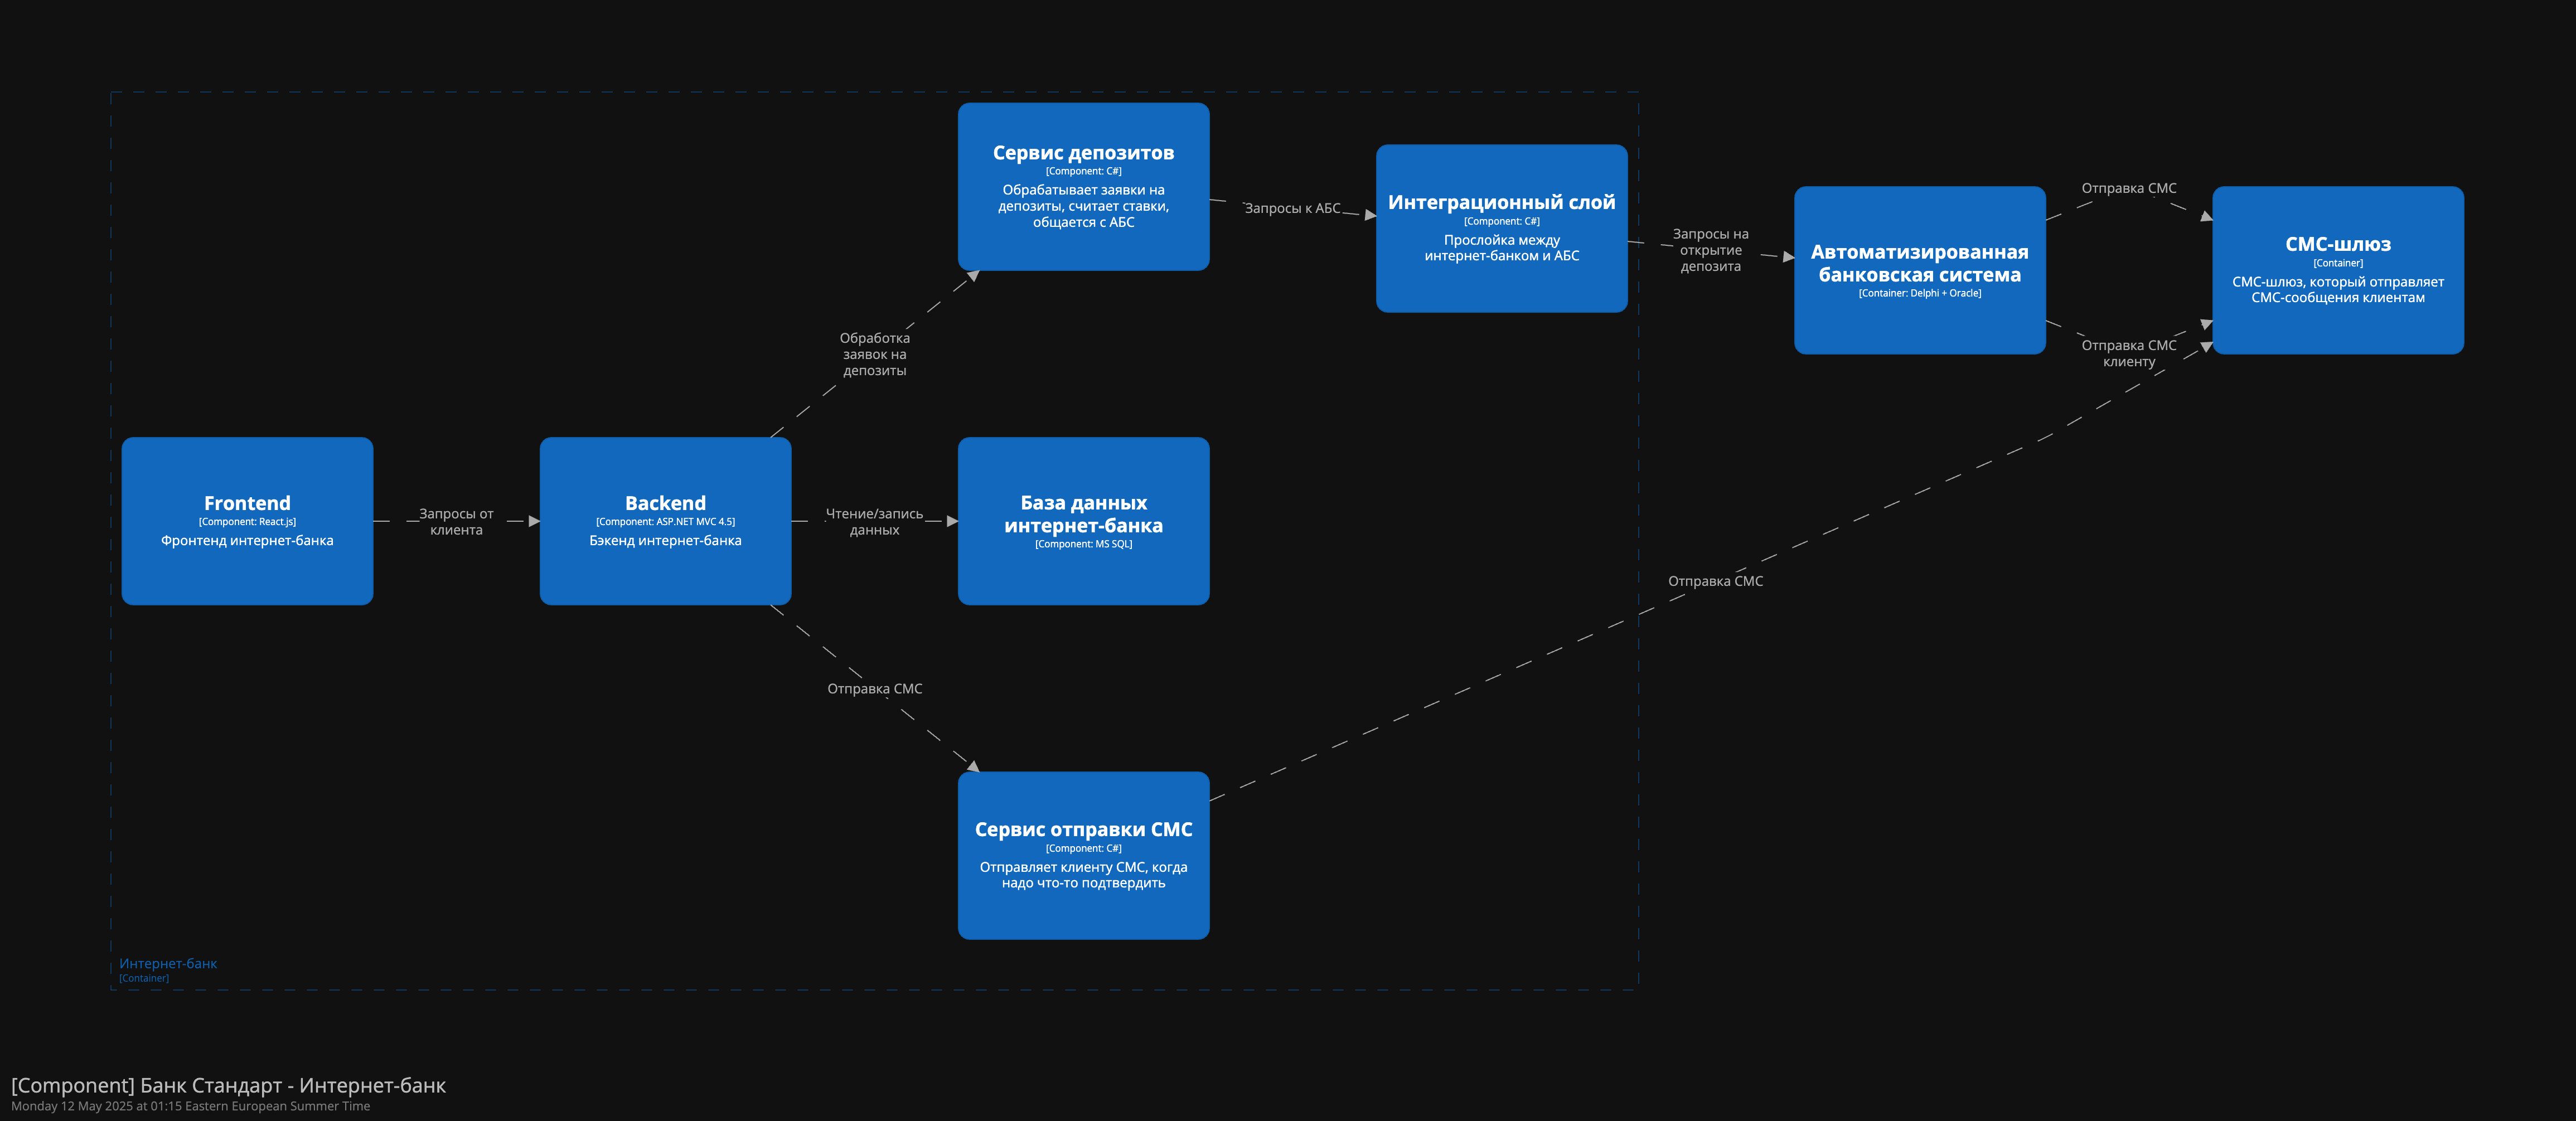 Сервис депозитов
[Component: C#]
Обрабатывает заявки на
депозиты, считает ставки,
общается с АБС
Запросы к АБС
Интеграционный слой
[Component: C#]
Прослойка между
интернет-банком и АБС
Запросы на
открытие
депозита
Автоматизированная
банковская система
[Container: Delphi + Oracle]
Отправка СМС
Отправка СМС
клиенту
СМС-шлюз
[Container]
СМС-шлюз, который отправляет
СМС-сообщения клиентам
Обработка
заявок на
депозиты
Frontend
[Component: React.js]
Фронтенд интернет-банка
Запросы от
клиента
Backend
[Component: ASP.NET MVC 4.5]
Бэкенд интернет-банка
Чтение/запись
данных
База данных
интернет-банка
[Component: MS SQL]
Отправка СМС
Отправка СМС
Сервис отправки СМС
[Component: C#]
Отправляет клиенту СМС, когда
надо что-то подтвердить
Интернет-банк
[Container]
[Component] Банк Стандарт - Интернет-банк
Monday 12 May 2025 at 01:15 Eastern European Summer Time